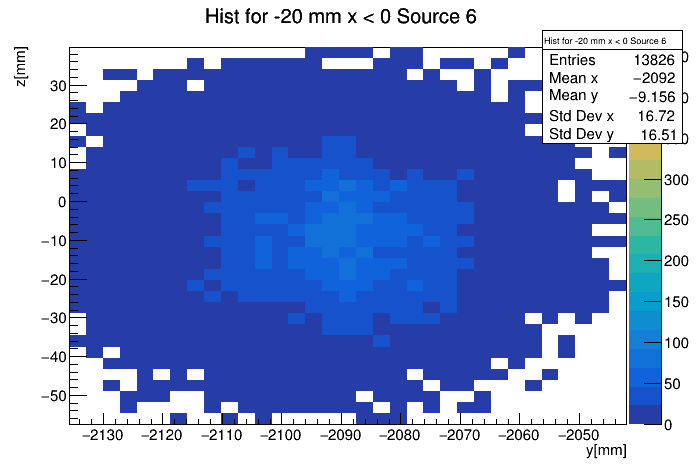 Hist for -20 mm x < 0 Source 6
z[mm]
Hist for -20 mm x < 0 Source 6
Entries 13826
Mean x −2092
Mean y −9.156
Std Dev x 16.72
Std Dev y 16.51
30
20
10
0
−10
−20
−30
−40
−50
300
250
200
150
100
50
0
−2130 −2120 −2110 −2100 −2090 −2080 −2070 −2060 −2050
y[mm]